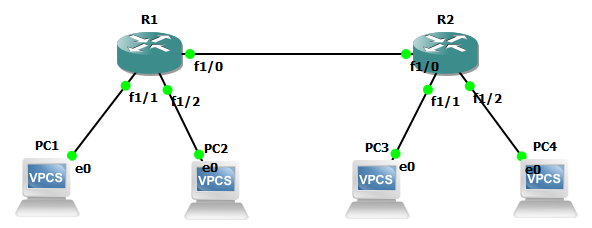 R1
R2
f1/0
f1/0
f1/1
f1/2
f1/1
f1/2
PC1
PC2
PC3
PC4
e0
e0
e0
e0
VPCS
VPCS
VPCS
VPCS